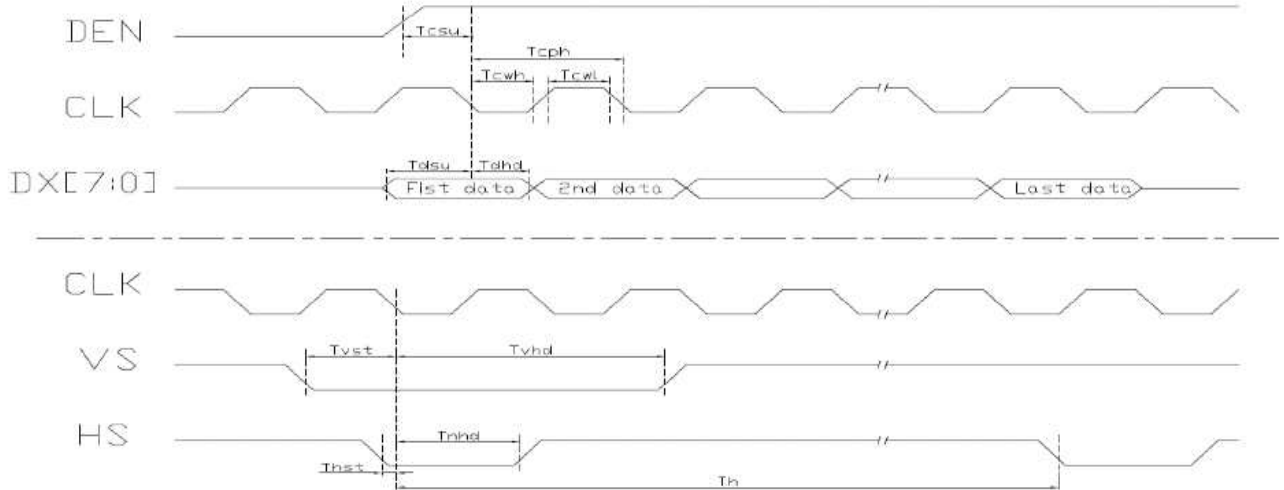 DEN
Tcsu
Tcph
Tcwh
Tcwl
CLK
Tdsu
Tdhd
DX[7:0]
Fist data
2nd data
Last data
CLK
VS
Tvst
Tvhd
HS
Thhd
Thst
Th